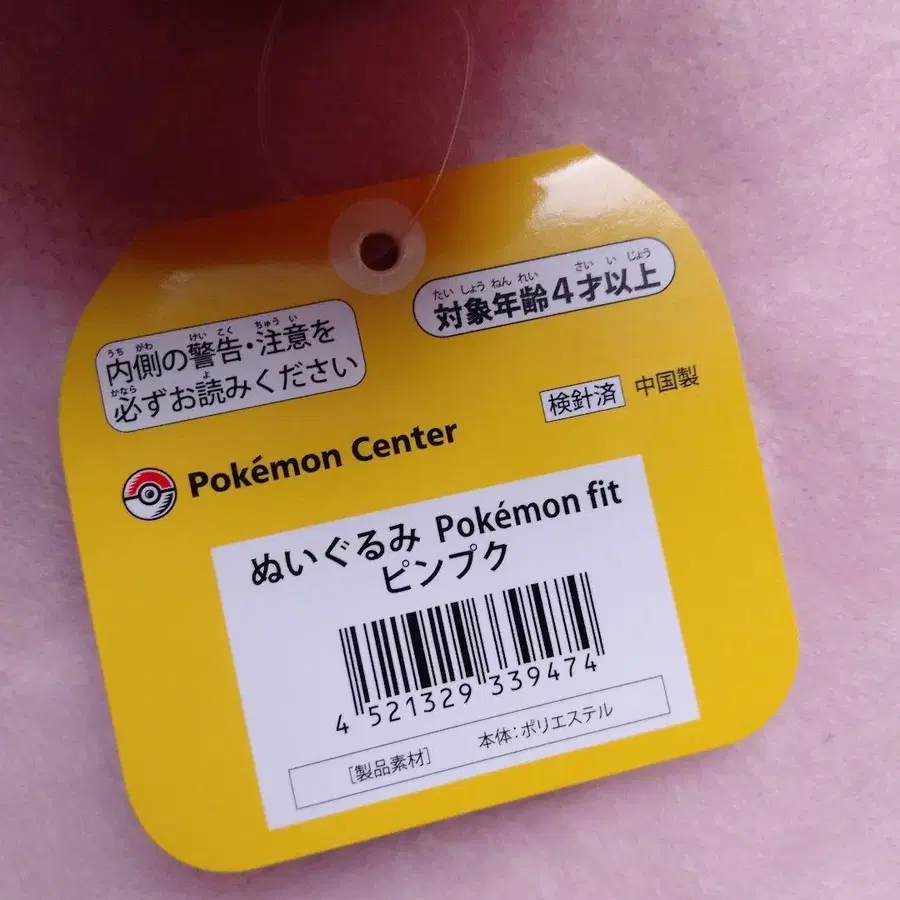 たいしょうねんれい さいいじょう
対象年齢4才以上
うちがわ けいこく ちゅうい
内側の警告・注意を
かなら よ
必ずお読みください
検針済 中国製
Pokémon Center
ぬいぐるみ Pokémon fit
ピンプク
4 521329 339474
[製品素材] 本体:ポリエステル